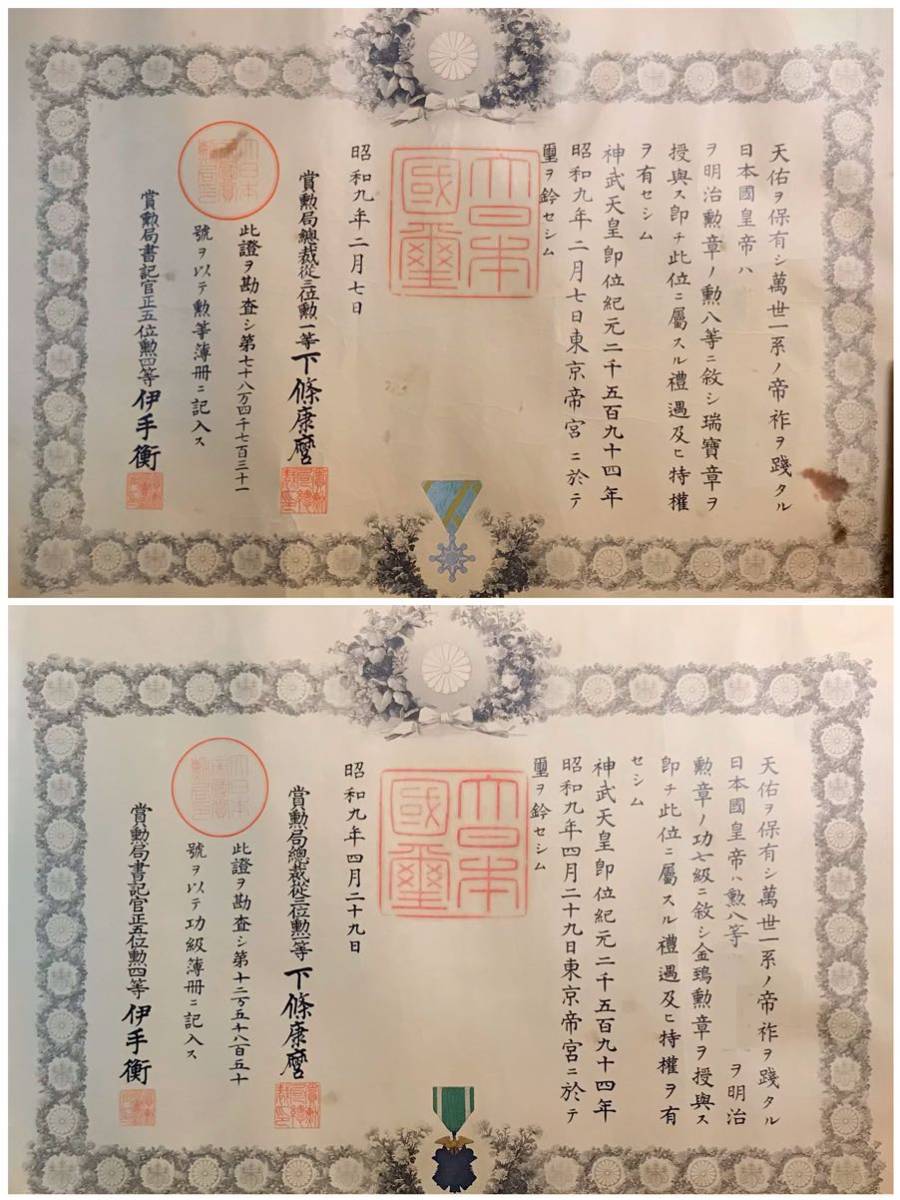 天佑ヲ保有シ萬世一系ノ帝祚ヲ踐タル
日本國皇帝ハ
ヲ明治勲章ノ勲八等ニ敘シ瑞寶章ヲ
授與ス即チ此位ニ屬スル禮遇及ヒ特權
ヲ有セシム
神武天皇即位紀元二千五百九十四年
昭和九年二月七日東京帝宮ニ於テ
璽ヲ鈐セシム
大日本
國璽
昭和九年二月七日
賞勲局總裁從三位勲一等下條康麿
此證ヲ勘査シ第七十八万四千七百三十一
號ヲ以テ勲等簿册ニ記入ス
賞勲局書記官正五位勲四等伊手衡
天佑ヲ保有シ萬世一系ノ帝祚ヲ踐タル
日本國皇帝ハ勲八等 ヲ明治
勲章ノ功七級ニ敘シ金鵄勲章ヲ授與ス
即チ此位ニ屬スル禮遇及ヒ特權ヲ有
セシム
神武天皇即位紀元二千五百九十四年
昭和九年四月二十九日東京帝宮ニ於テ
璽ヲ鈐セシム
大日本
國璽
昭和九年四月二十九日
賞勲局總裁從三位勲一等下條康麿
此證ヲ勘査シ第十二万五千八百五十
號ヲ以テ功級簿册ニ記入ス
賞勲局書記官正五位勲四等伊手衡